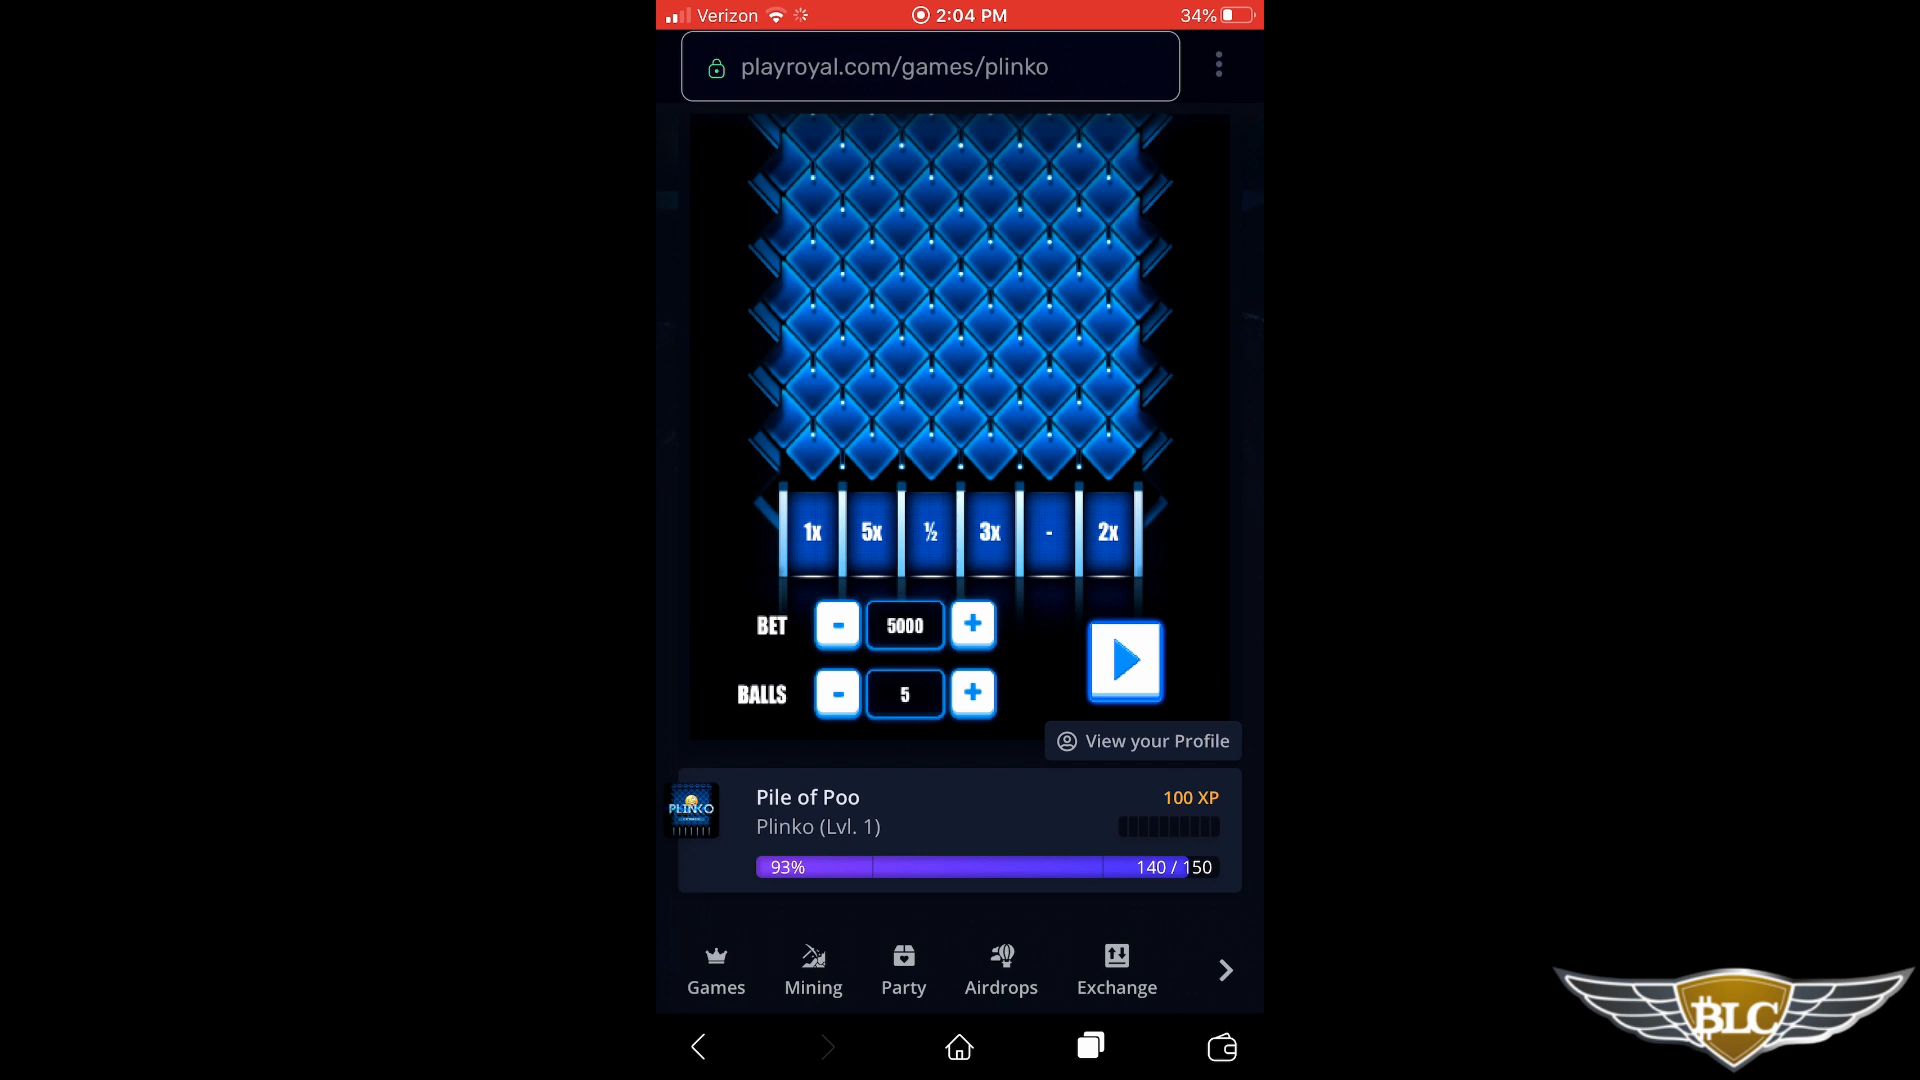 Verizon 2:04 PM 34%
playroyal.com/games/plinko
1x 5x ½ 3x - 2x
BET - 5000 +
BALLS - 5 +
View your Profile
PLINKO
Pile of Poo 100 XP
Plinko (Lvl. 1)
93% 140 / 150
Games Mining Party Airdrops Exchange
BLC